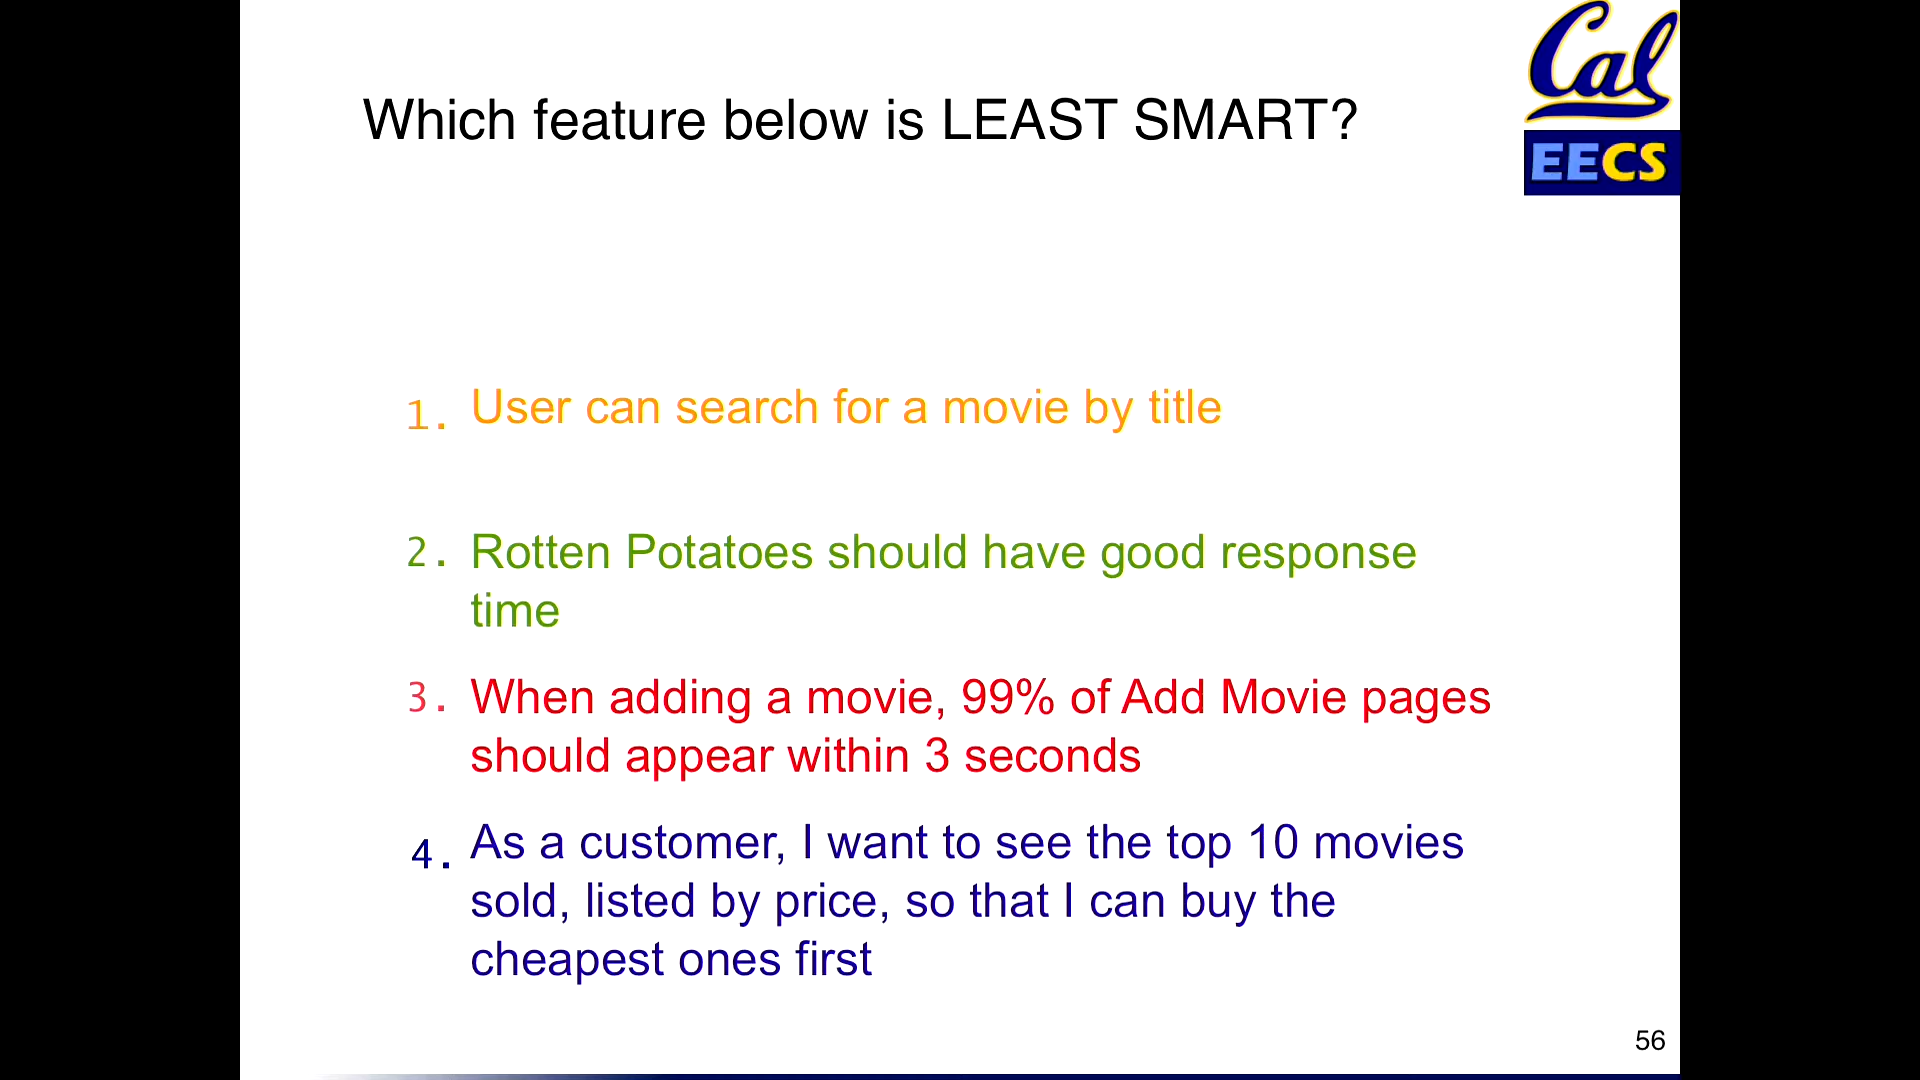 Cal
EECS
Which feature below is LEAST SMART?
1. User can search for a movie by title
2. Rotten Potatoes should have good response
time
3. When adding a movie, 99% of Add Movie pages
should appear within 3 seconds
4. As a customer, I want to see the top 10 movies
sold, listed by price, so that I can buy the
cheapest ones first
56